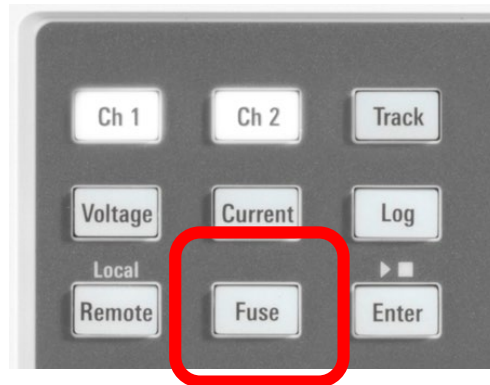 Ch 1 Ch 2 Track
Voltage Current Log
Local
Remote Fuse Enter